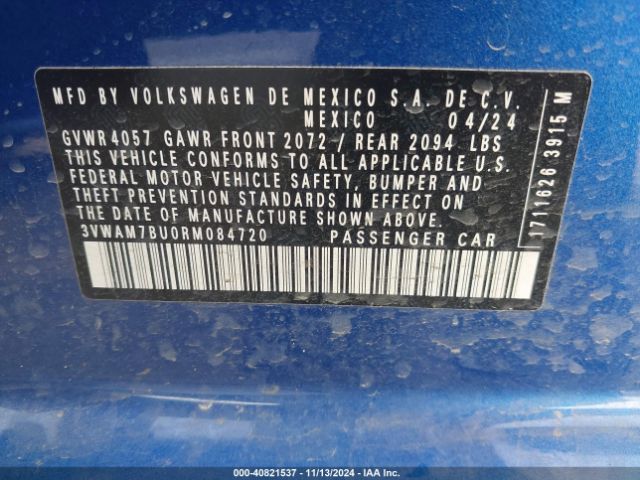 MFD BY VOLKSWAGEN DE MEXICO S.A. DE C.V.
MEXICO 04/24
GVWR 4057 GAWR FRONT 2072 / REAR 2094 LBS
THIS VEHICLE CONFORMS TO ALL APPLICABLE U.S.
FEDERAL MOTOR VEHICLE SAFETY, BUMPER AND
THEFT PREVENTION STANDARDS IN EFFECT ON
THE DATE OF MANUFACTURE SHOWN ABOVE.
3VWAM7BU0RM084720 PASSENGER CAR
1711626 3915 M
000-40821537 - 11/13/2024 - IAA Inc.